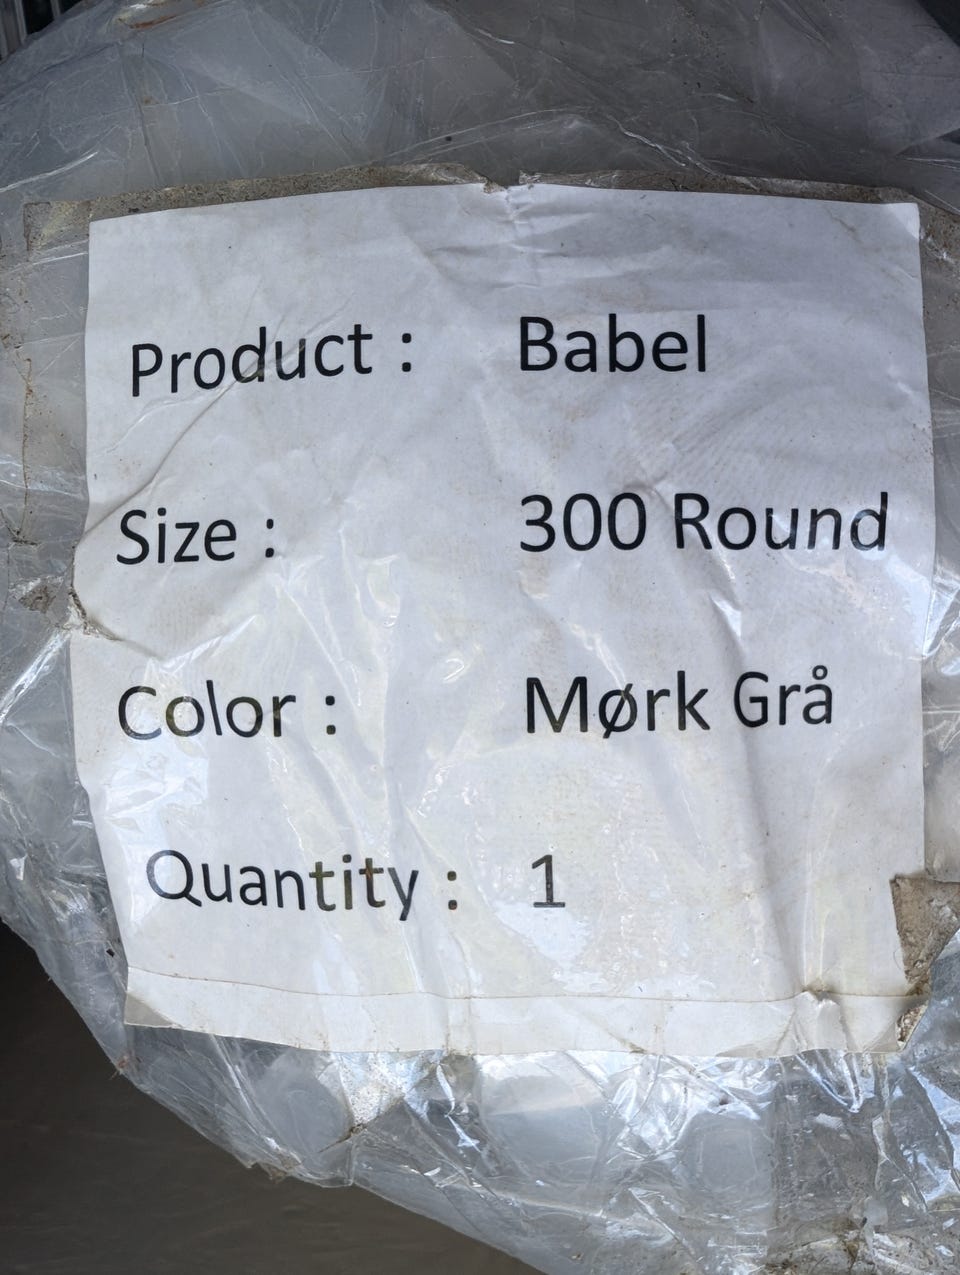 Product : Babel
Size : 300 Round
Color : Mørk Grå
Quantity : 1